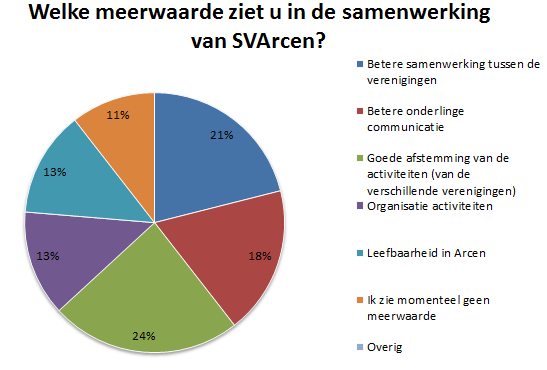 Welke meerwaarde ziet u in de samenwerking
van SVArcen?
Betere samenwerking tussen de
verenigingen
Betere onderlinge
communicatie
Goede afstemming van de
activiteiten (van de
verschillende verenigingen)
Organisatie activiteiten
Leefbaarheid in Arcen
Ik zie momenteel geen
meerwaarde
Overig
21%
18%
24%
13%
13%
11%